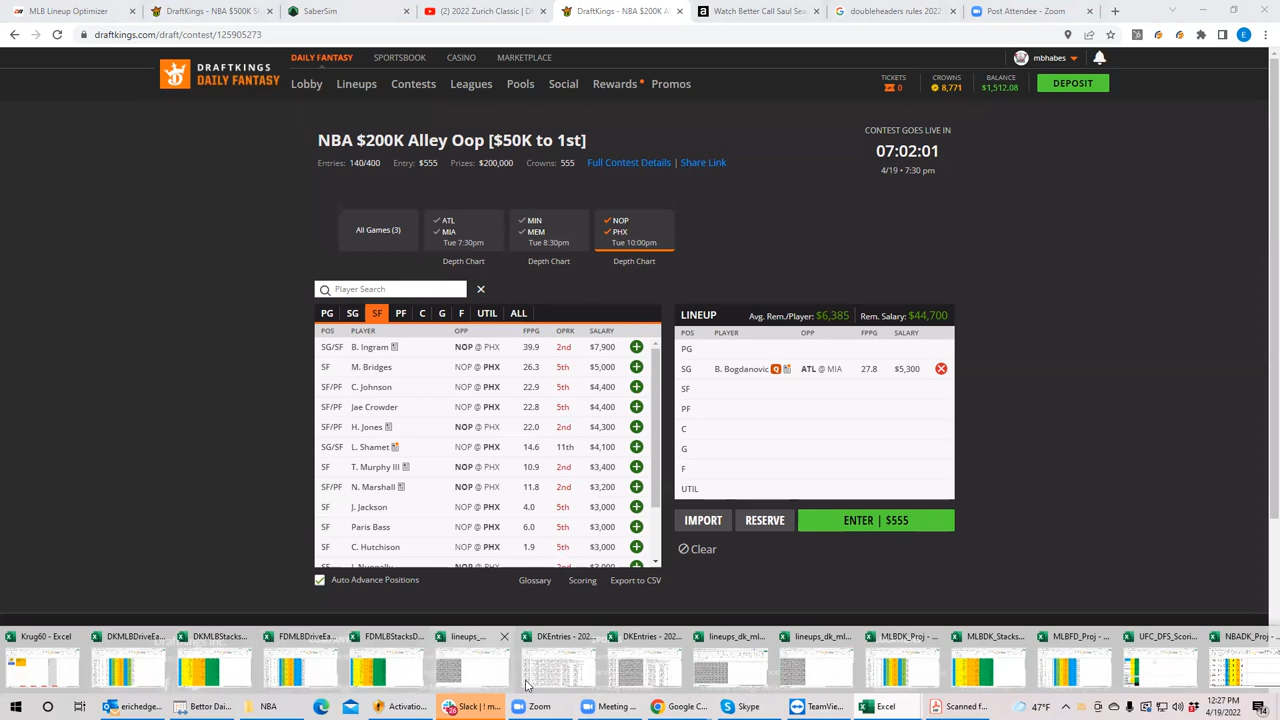 MLB Lineup Optimizer
DraftKings - NBA $500K S
SaberSim
(2) 2022 Zurich Classic | D
DraftKings - NBA $200K A
Watch Better Call Saul Sea
doubleheaders rules 2022
Post Attendee - Zoom
draftkings.com/draft/contest/125905273
DRAFTKINGS
DAILY FANTASY
DAILY FANTASY SPORTSBOOK CASINO MARKETPLACE
Lobby Lineups Contests Leagues Pools Social Rewards Promos
mbhabes
TICKETS CROWNS BALANCE
0 8,771 $1,512.08
DEPOSIT
NBA $200K Alley Oop [$50K to 1st]
Entries: 140/400 Entry: $555 Prizes: $200,000 Crowns: 555 Full Contest Details | Share Link
CONTEST GOES LIVE IN
07:02:01
4/19 • 7:30 pm
All Games (3)
ATL
MIA
Tue 7:30pm
Depth Chart
MIN
MEM
Tue 8:30pm
Depth Chart
NOP
PHX
Tue 10:00pm
Depth Chart
Player Search
PG SG SF PF C G F UTIL ALL
POS PLAYER OPP FPPG OPRK SALARY
SG/SF B. Ingram NOP @ PHX 39.9 2nd $7,900
SF M. Bridges NOP @ PHX 26.3 5th $5,000
SF/PF C. Johnson NOP @ PHX 22.9 5th $4,400
SF/PF Jae Crowder NOP @ PHX 22.8 5th $4,400
SF/PF H. Jones NOP @ PHX 22.0 2nd $4,300
SG/SF L. Shamet NOP @ PHX 14.6 11th $4,100
SF T. Murphy III NOP @ PHX 10.9 2nd $3,400
SF/PF N. Marshall NOP @ PHX 11.8 2nd $3,200
SF J. Jackson NOP @ PHX 4.0 5th $3,000
SF Paris Bass NOP @ PHX 6.0 5th $3,000
SF C. Hutchison NOP @ PHX 1.9 5th $3,000
Auto Advance Positions
Glossary Scoring Export to CSV
LINEUP Avg. Rem./Player: $6,385 Rem. Salary: $44,700
POS PLAYER OPP FPPG SALARY
PG
SG B. Bogdanovic Q ATL @ MIA 27.8 $5,300
SF
PF
C
G
F
UTIL
IMPORT RESERVE ENTER | $555
Clear
Krug60 - Excel
DKMLBDriveEa...
DKMLBStacks...
FDMLBDriveEa...
FDMLBStacksD...
lineups_...
DKEntries - 202...
DKEntries - 202...
lineups_dk_ml...
lineups_dk_ml...
MLBDK_Proj - ...
MLBDK_Stacks...
MLBFD_Proj - ...
UFC_DFS_Scori...
NBADK_Proj - ...
erichedge...
Bettor Dai...
NBA
Activatio...
Slack | ! m...
Zoom
Meeting ...
Google C...
Skype
TeamVie...
Excel
Scanned f...
47°F
12:27 PM
4/19/2022